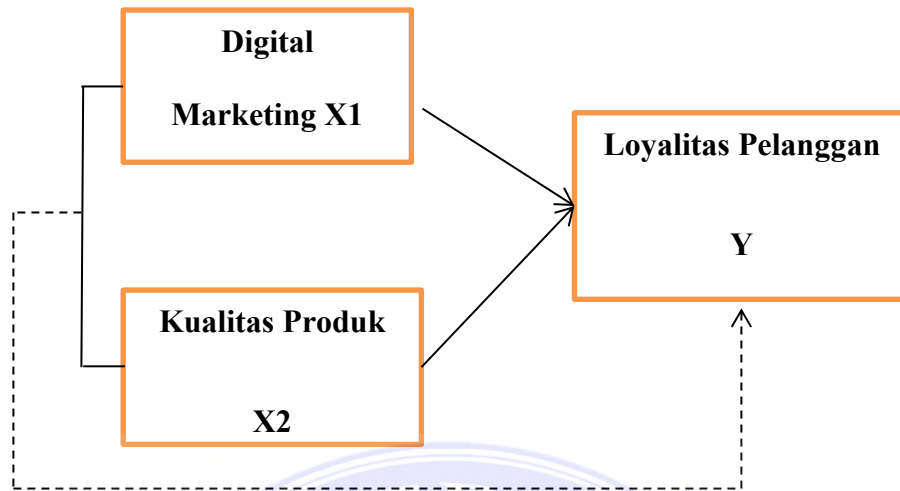 Digital
Marketing X1
Loyalitas Pelanggan
Y
Kualitas Produk
X2